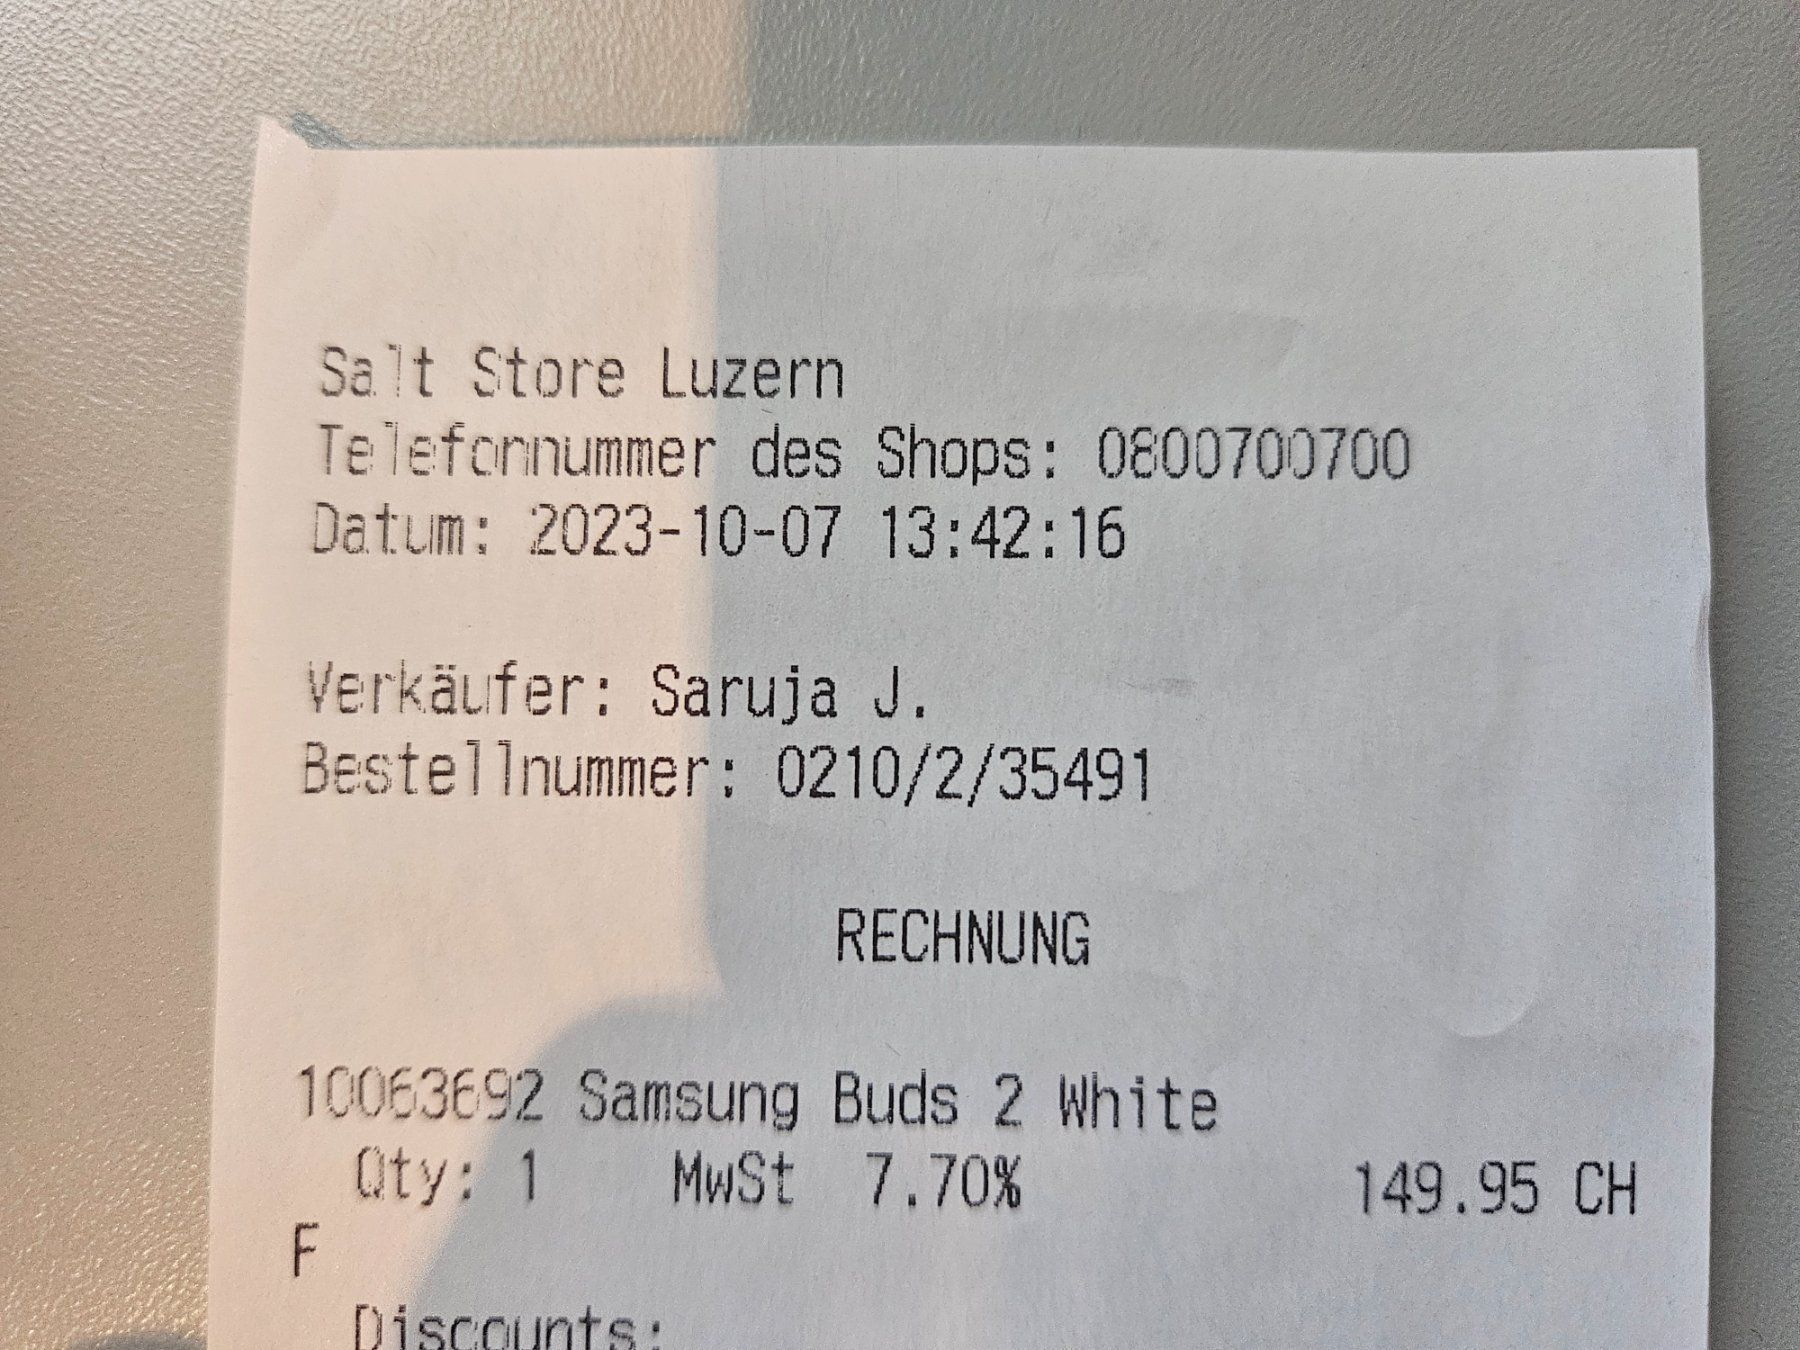 Salt Store Luzern
Telefonnummer des Shops: 0800700700
Datum: 2023-10-07 13:42:16
Verkäufer: Saruja J.
Bestellnummer: 0210/2/35491
RECHNUNG
10063692 Samsung Buds 2 White
Qty: 1 MwSt 7.70% 149.95 CH
F
Discounts: